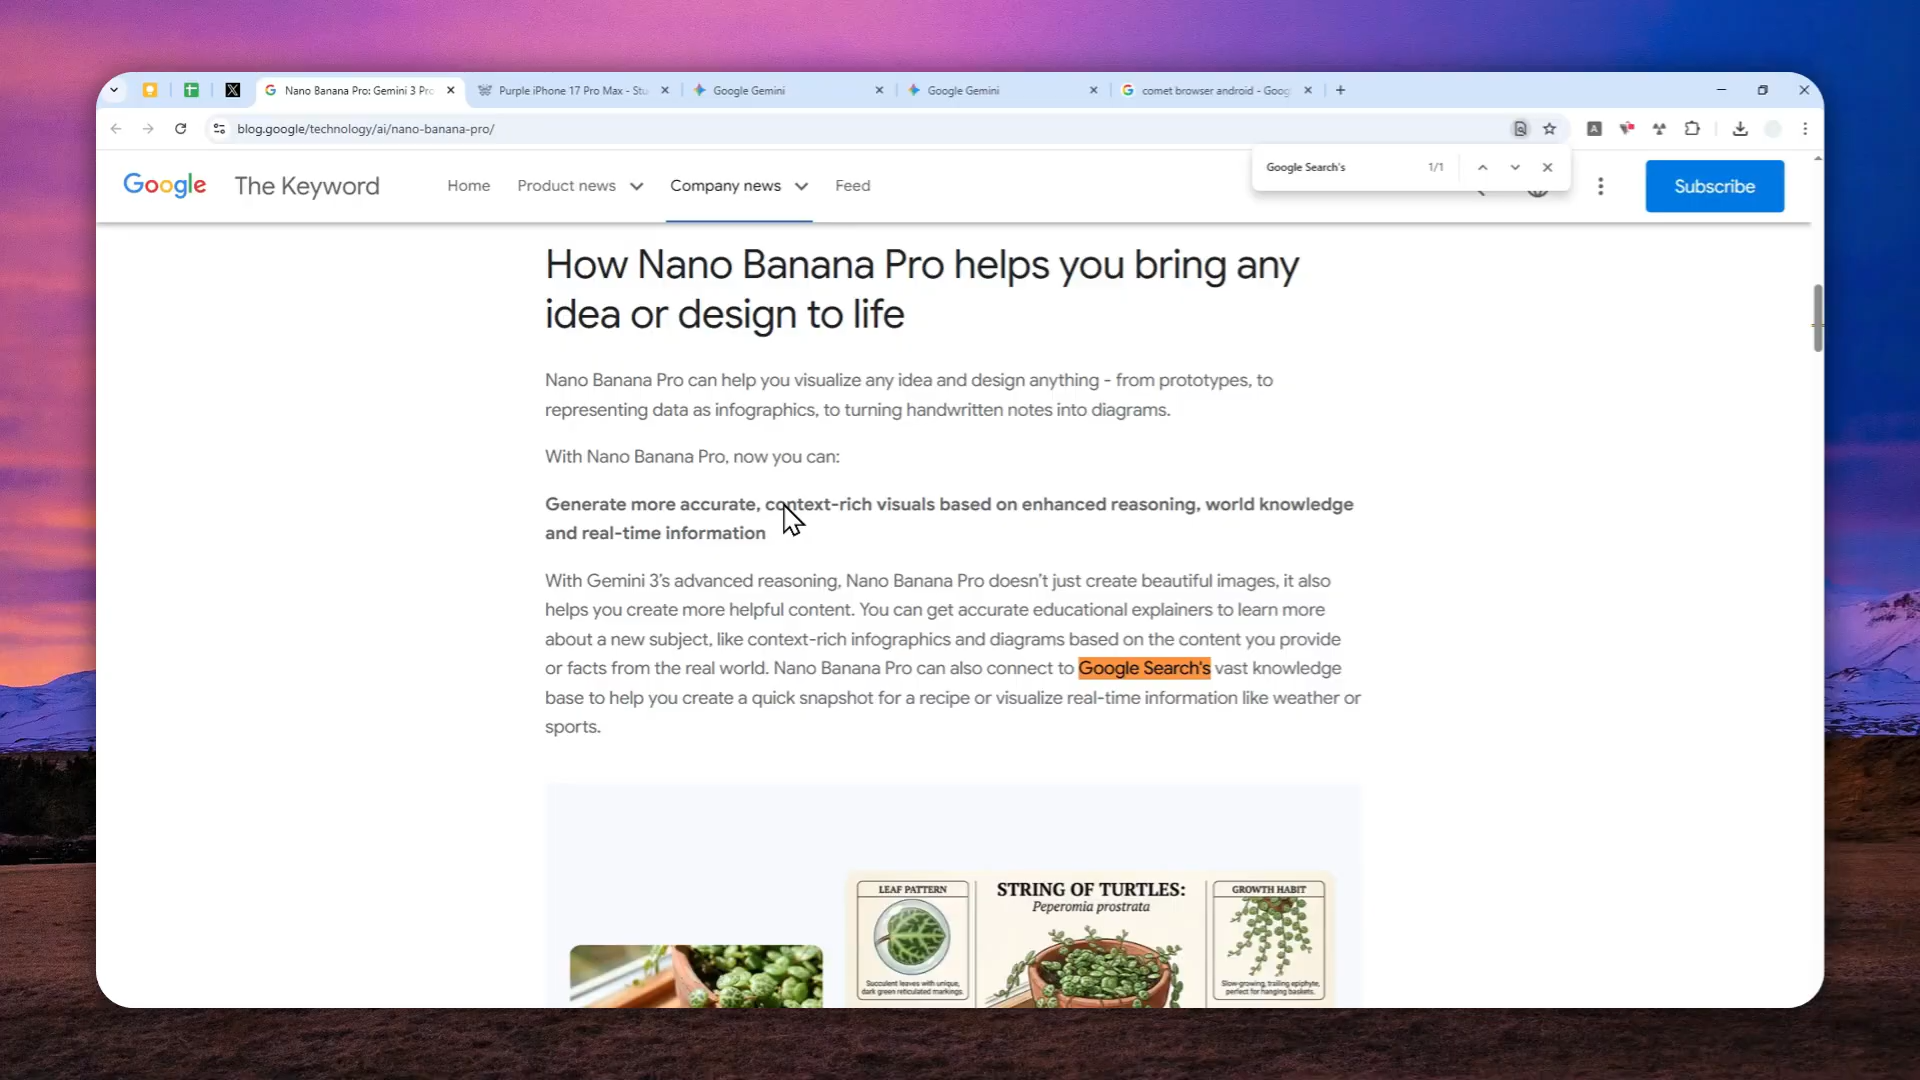 Nano Banana Pro: Gemini 3 Pro
Purple iPhone 17 Pro Max - Stu
Google Gemini
Google Gemini
comet browser android - Goog
blog.google/technology/ai/nano-banana-pro/
Google Search's 1/1
Google The Keyword Home Product news Company news Feed Subscribe
How Nano Banana Pro helps you bring any
idea or design to life
Nano Banana Pro can help you visualize any idea and design anything - from prototypes, to
representing data as infographics, to turning handwritten notes into diagrams.
With Nano Banana Pro, now you can:
Generate more accurate, context-rich visuals based on enhanced reasoning, world knowledge
and real-time information
With Gemini 3’s advanced reasoning, Nano Banana Pro doesn’t just create beautiful images, it also
helps you create more helpful content. You can get accurate educational explainers to learn more
about a new subject, like context-rich infographics and diagrams based on the content you provide
or facts from the real world. Nano Banana Pro can also connect to Google Search's vast knowledge
base to help you create a quick snapshot for a recipe or visualize real-time information like weather or
sports.
LEAF PATTERN
Succulent leaves with unique,
dark green reticulated markings.
STRING OF TURTLES:
Peperomia prostrata
GROWTH HABIT
Slow-growing, trailing epiphyte,
perfect for hanging baskets.